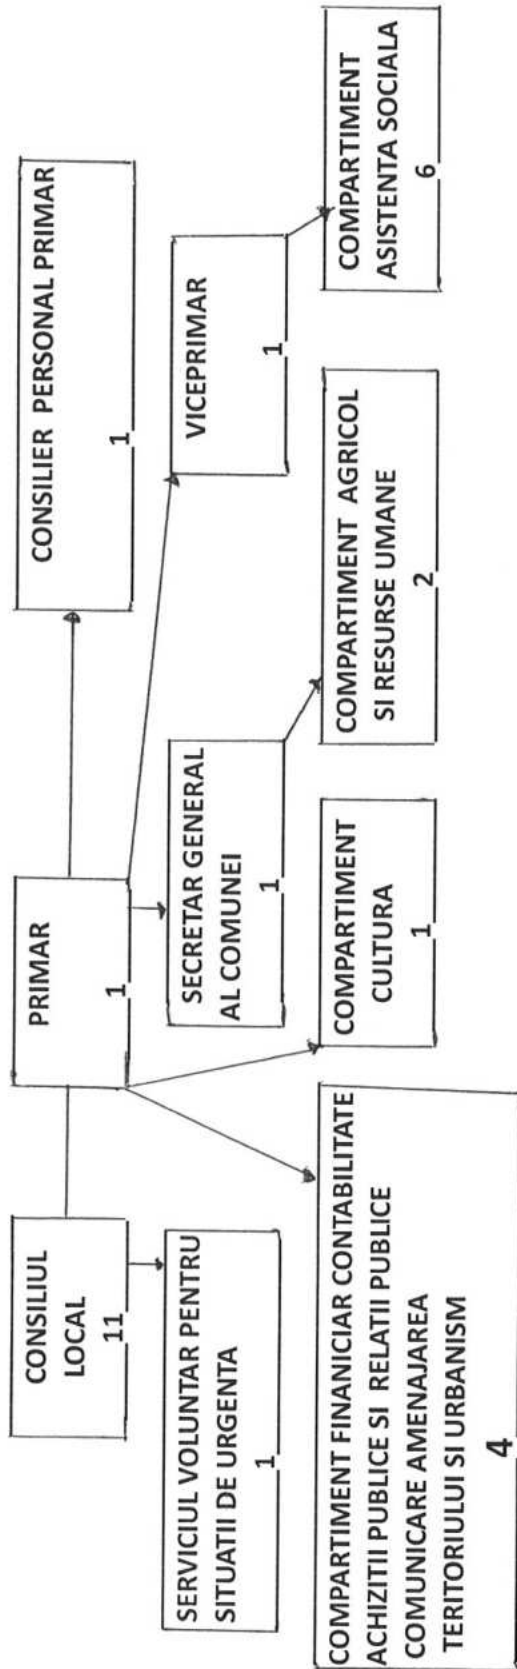 CONSILIUL
LOCAL
11
PRIMAR
1
CONSILIER PERSONAL PRIMAR
1
SERVICIUL VOLUNTAR PENTRU
SITUATII DE URGENTA
1
SECRETAR GENERAL
AL COMUNEI
1
VICEPRIMAR
1
COMPARTIMENT FINANICIAR CONTABILITATE
ACHIZITII PUBLICE SI RELATII PUBLICE
COMUNICARE AMENAJAREA
TERITORIULUI SI URBANISM
4
COMPARTIMENT
CULTURA
1
COMPARTIMENT AGRICOL
SI RESURSE UMANE
2
COMPARTIMENT
ASISTENTA SOCIALA
6